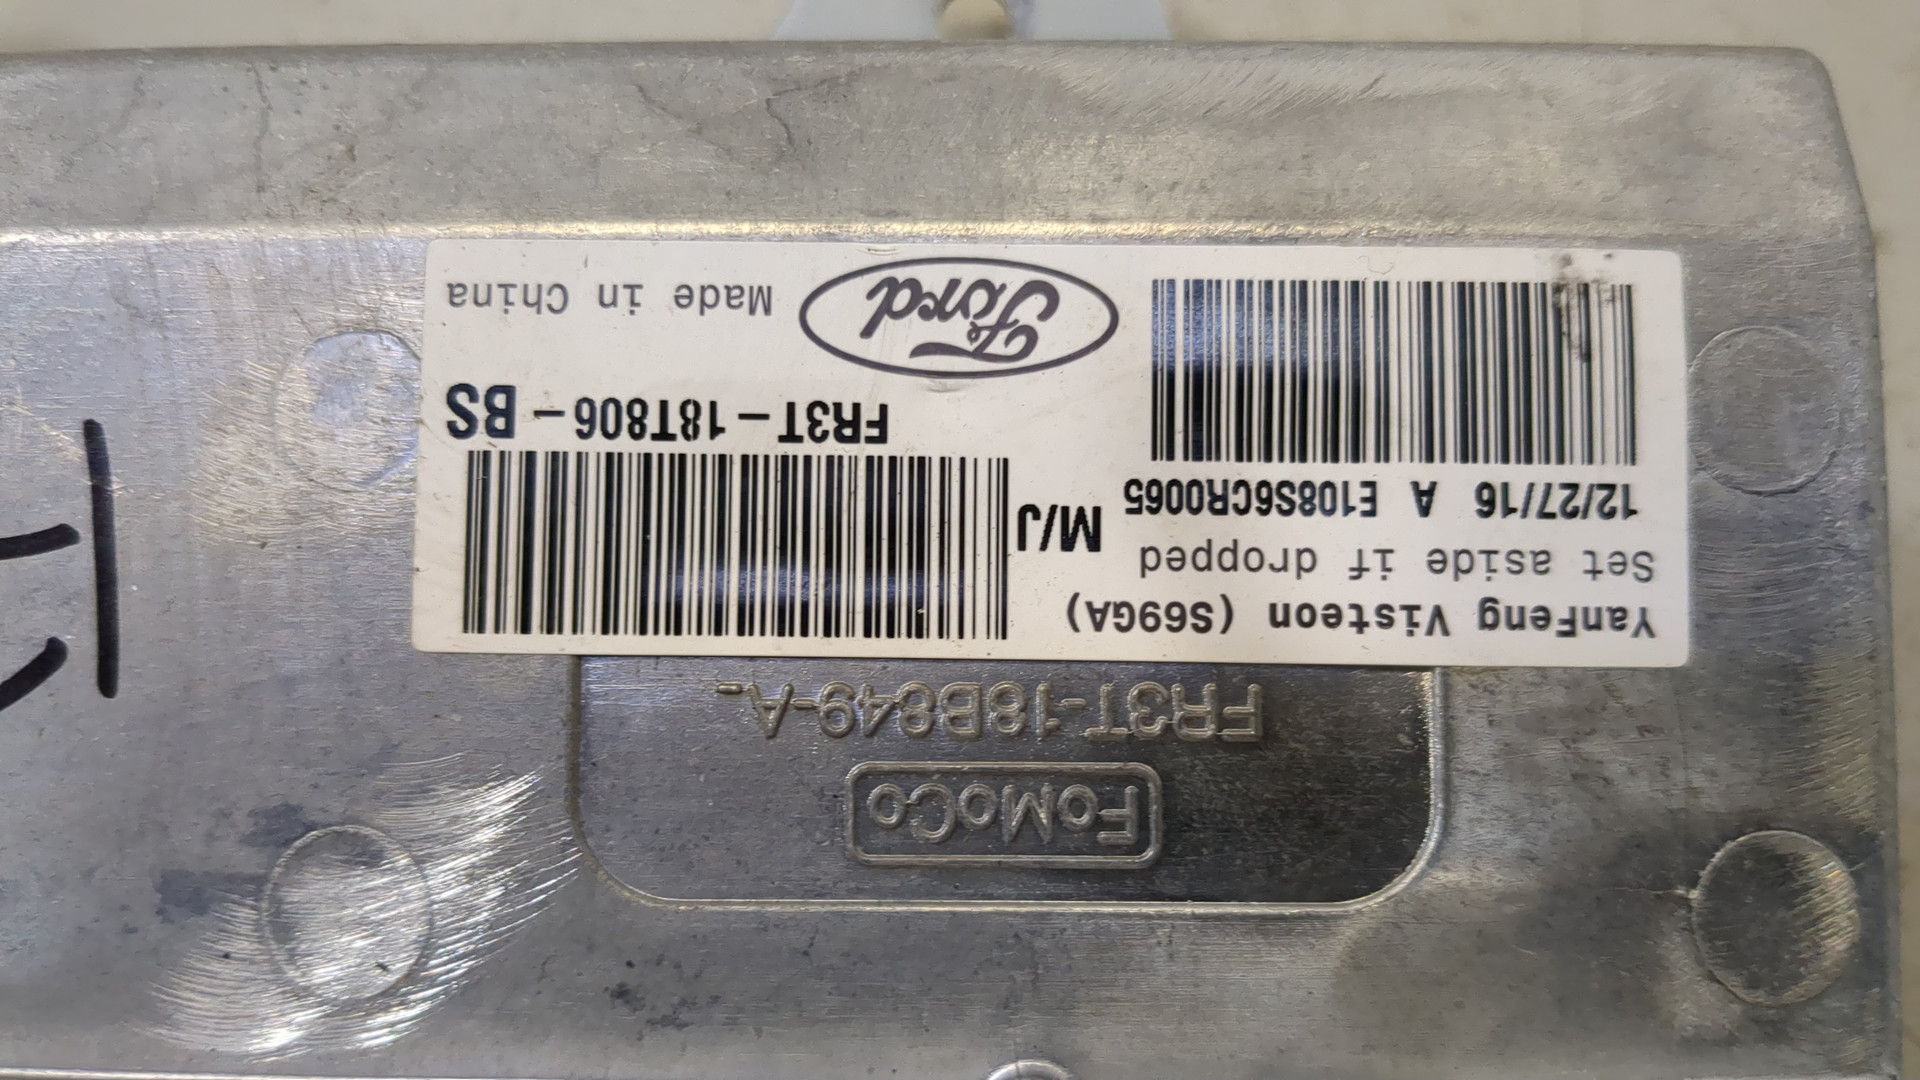 FoMoCo
FR3T-18B849-A_
YanFeng Visteon (S69GA)
Set aside if dropped
12/27/16 A E108S6CR0065
M/J
FR3T-18T806-BS
Ford
Made in China